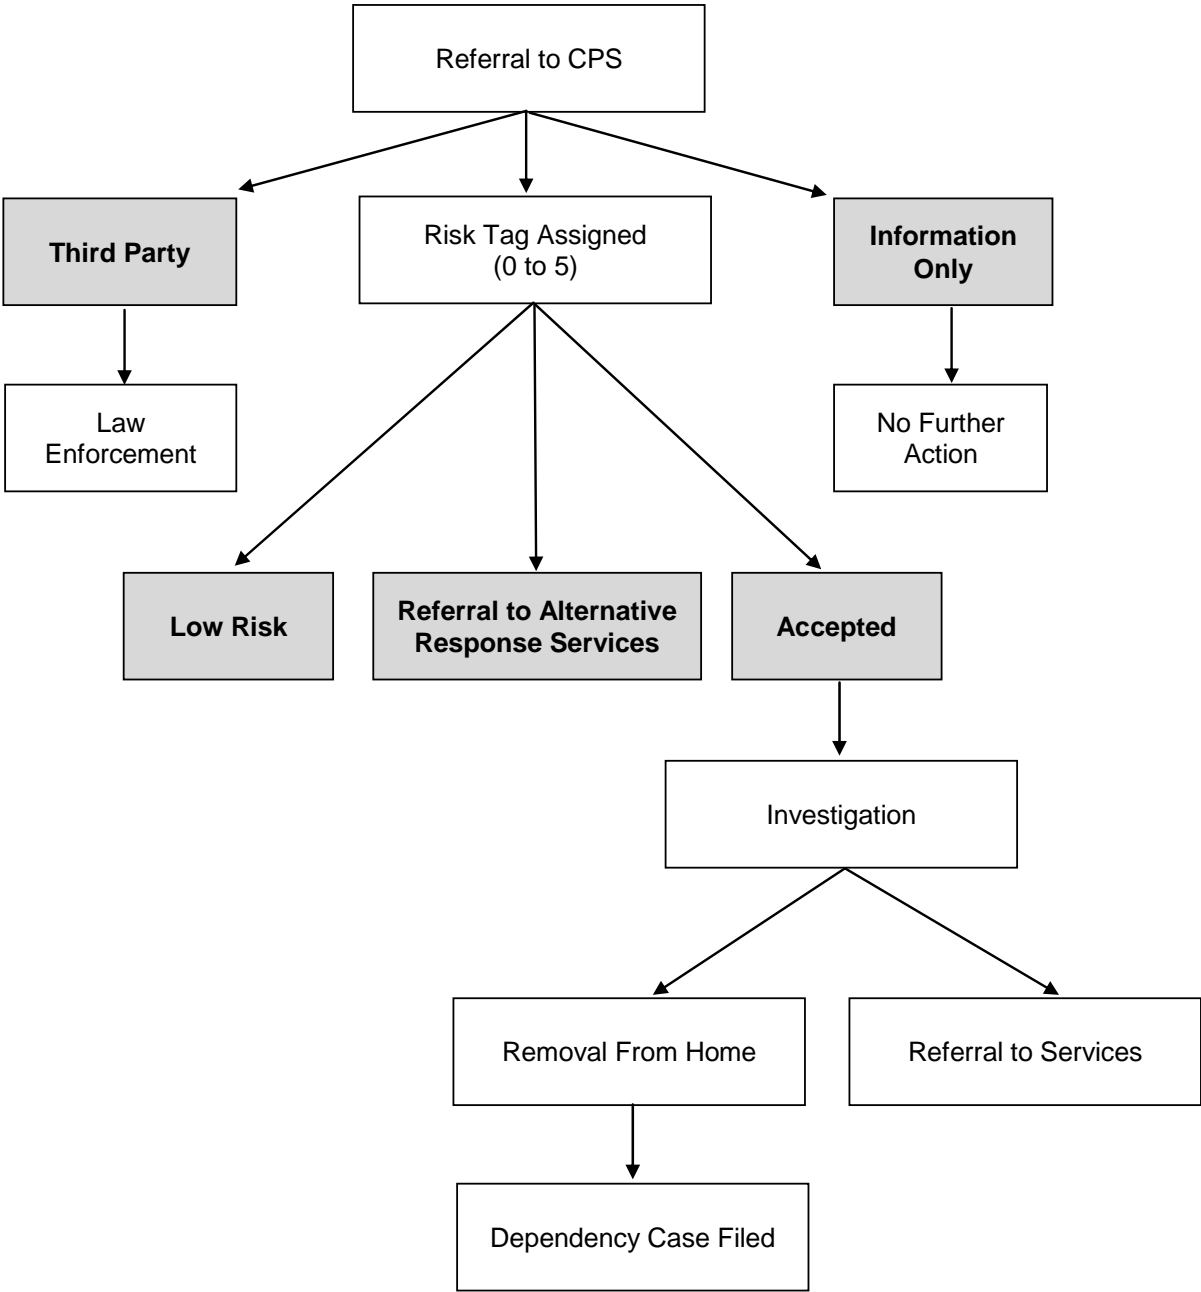 Referral to CPS
Third Party
Risk Tag Assigned
(0 to 5)
Information
Only
Law
Enforcement
No Further
Action
Low Risk
Referral to Alternative
Response Services
Accepted
Investigation
Removal From Home
Referral to Services
Dependency Case Filed